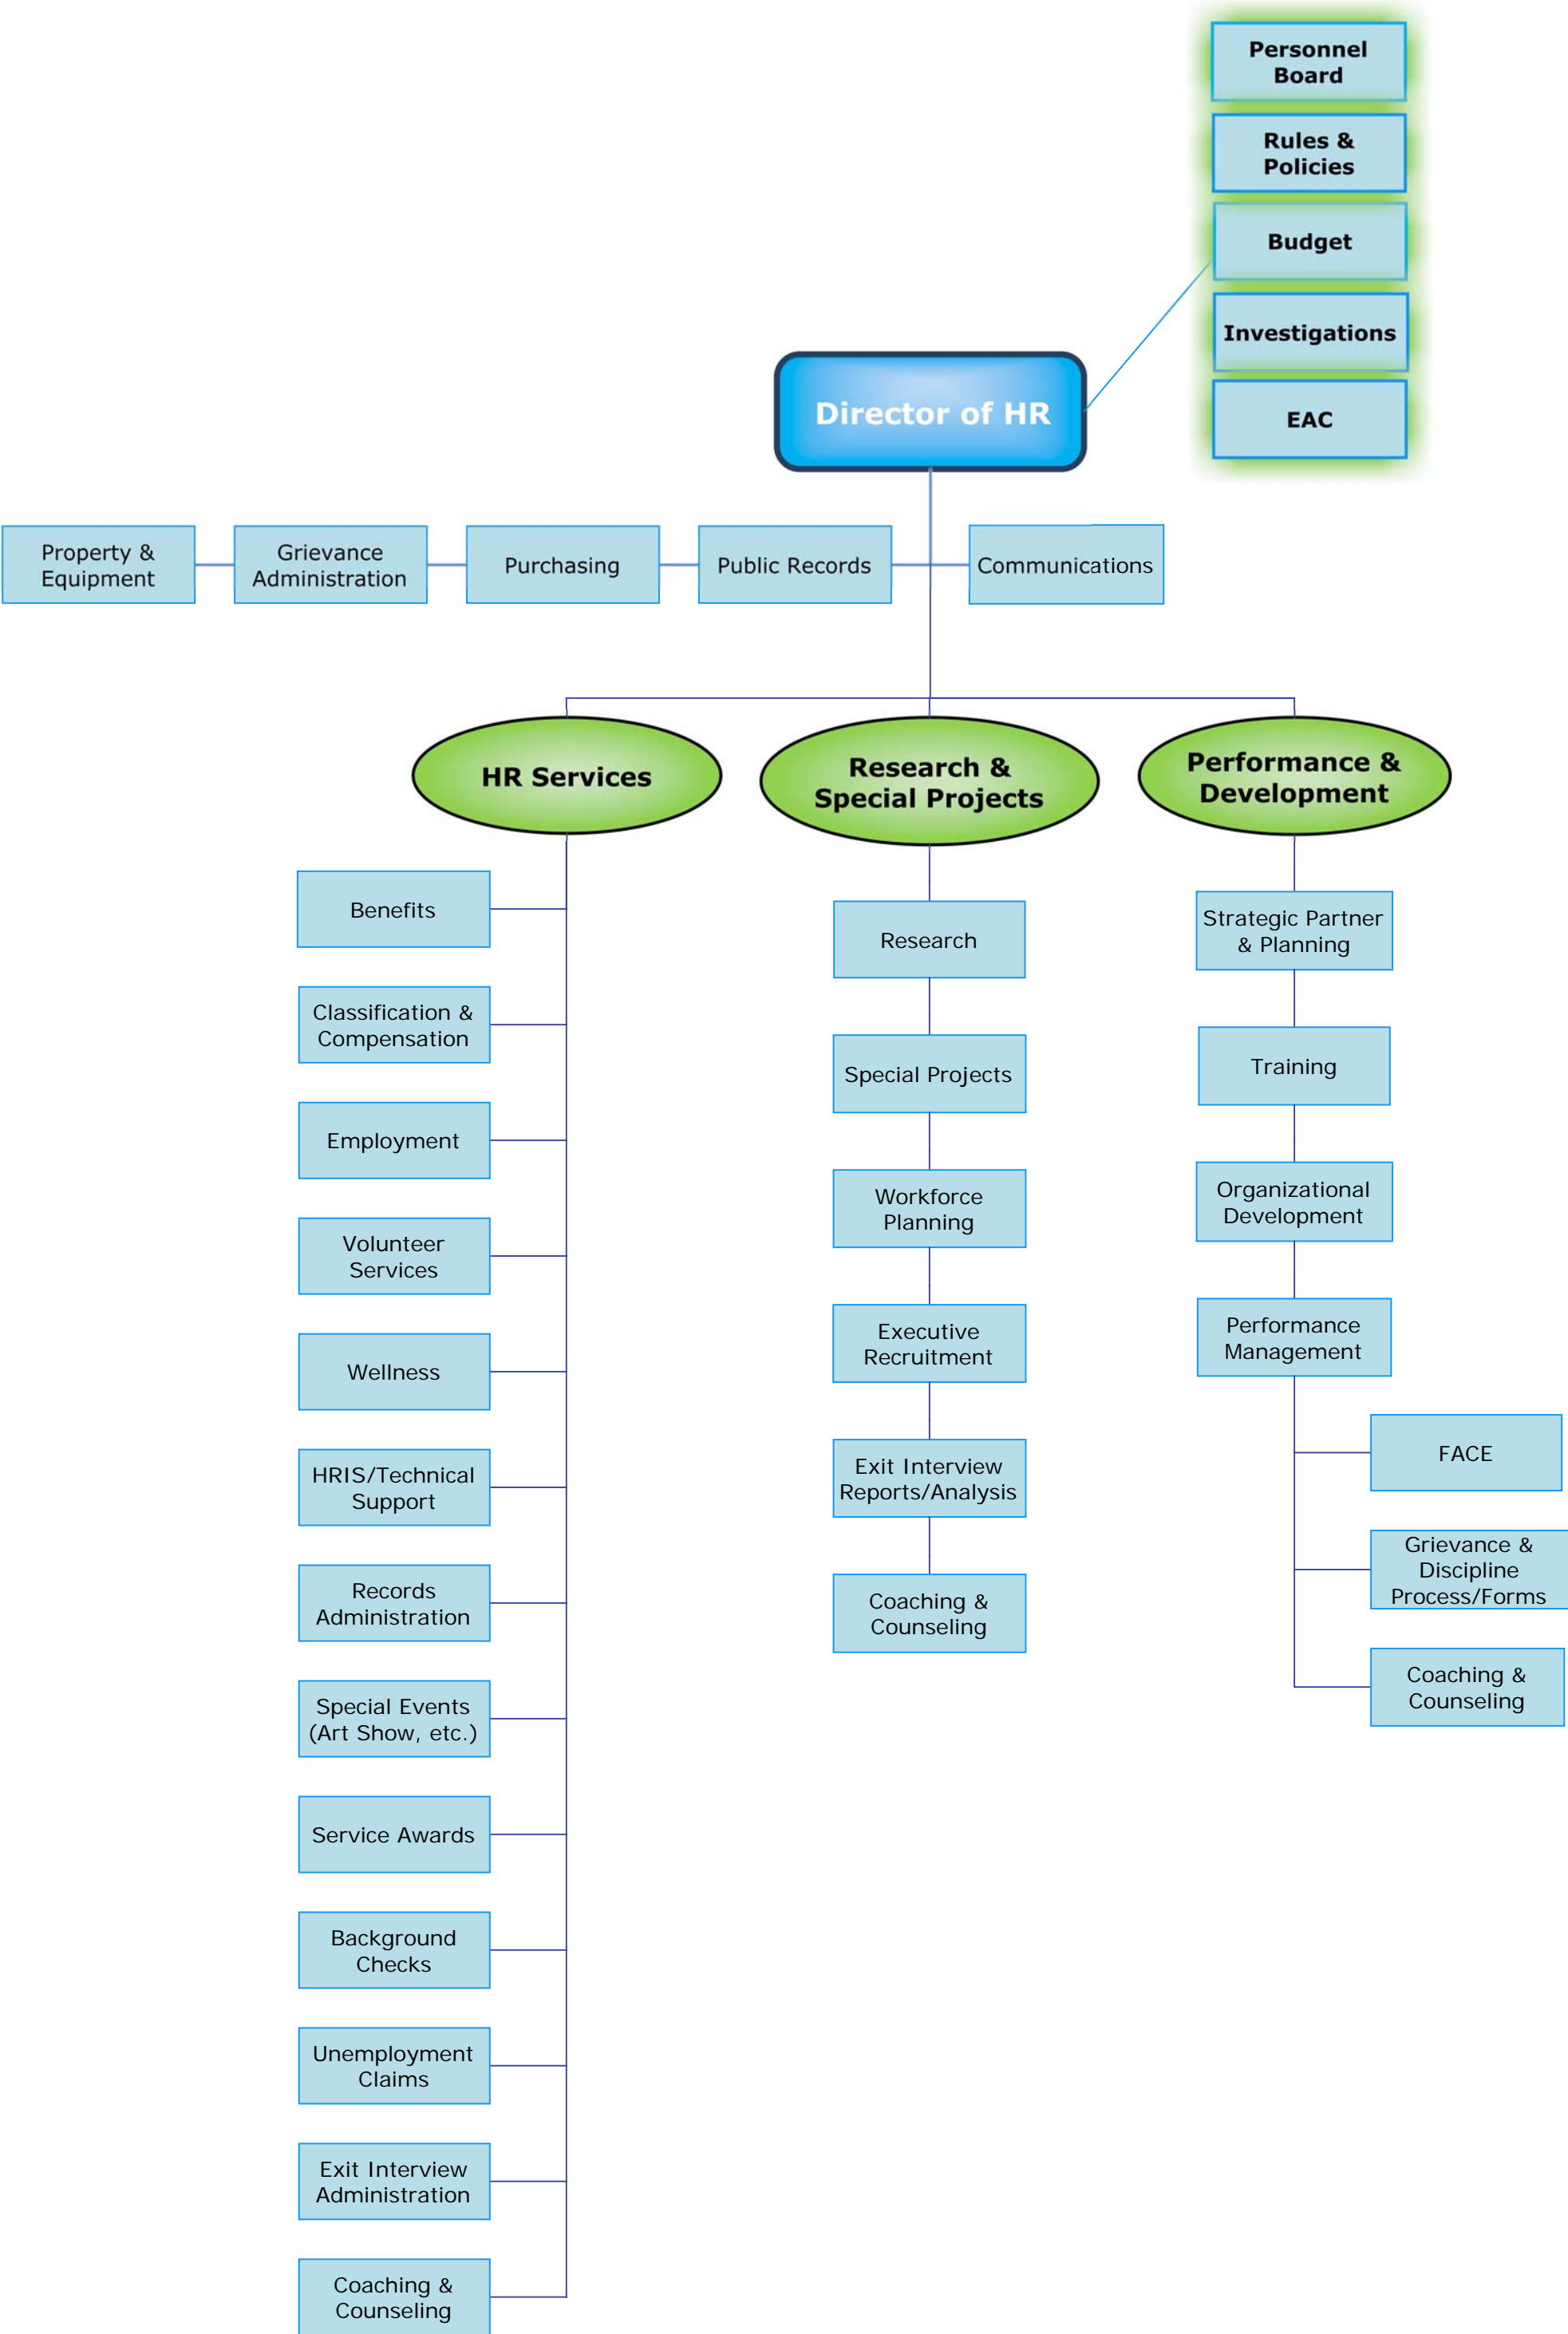 Personnel
Board
Rules &
Policies
Budget
Investigations
EAC
Director of HR
Property &
Equipment
Grievance
Administration
Purchasing
Public Records
Communications
HR Services
Research &
Special Projects
Performance &
Development
Benefits
Classification &
Compensation
Employment
Volunteer
Services
Wellness
HRIS/Technical
Support
Records
Administration
Special Events
(Art Show, etc.)
Service Awards
Background
Checks
Unemployment
Claims
Exit Interview
Administration
Coaching &
Counseling
Research
Special Projects
Workforce
Planning
Executive
Recruitment
Exit Interview
Reports/Analysis
Coaching &
Counseling
Strategic Partner
& Planning
Training
Organizational
Development
Performance
Management
FACE
Grievance &
Discipline
Process/Forms
Coaching &
Counseling